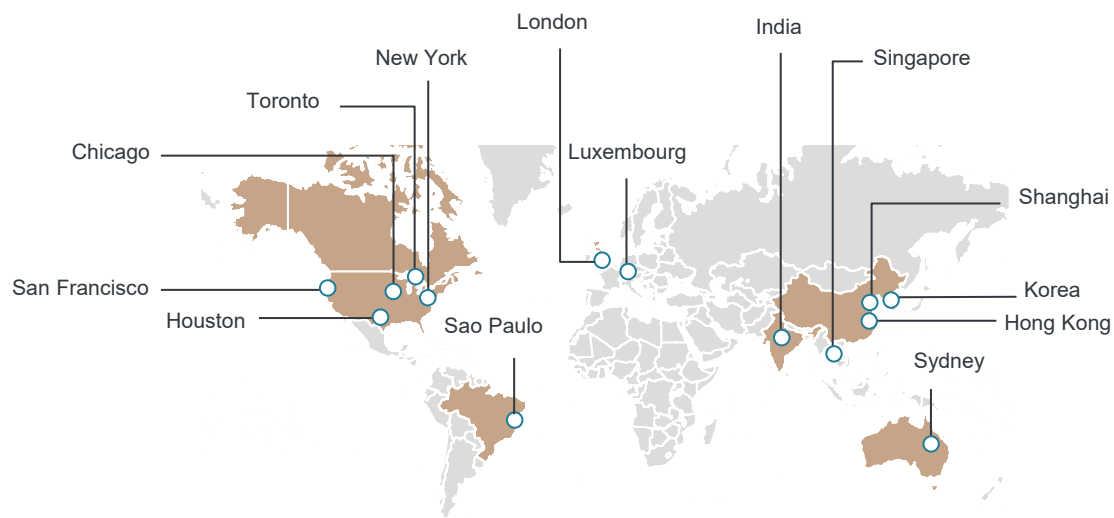 London
India
New York
Singapore
Toronto
Chicago
Luxembourg
Shanghai
San Francisco
Korea
Houston
Sao Paulo
Hong Kong
Sydney